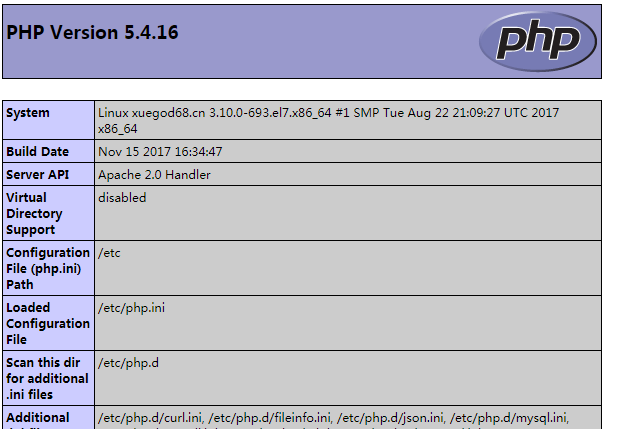 PHP Version 5.4.16
php
System
Linux xuegod68.cn 3.10.0-693.el7.x86_64 #1 SMP Tue Aug 22 21:09:27 UTC 2017
x86_64
Build Date
Nov 15 2017 16:34:47
Server API
Apache 2.0 Handler
Virtual
Directory
Support
disabled
Configuration
File (php.ini)
Path
/etc
Loaded
Configuration
File
/etc/php.ini
Scan this dir
for additional
.ini files
/etc/php.d
Additional
/etc/php.d/curl.ini, /etc/php.d/fileinfo.ini, /etc/php.d/json.ini, /etc/php.d/mysql.ini,